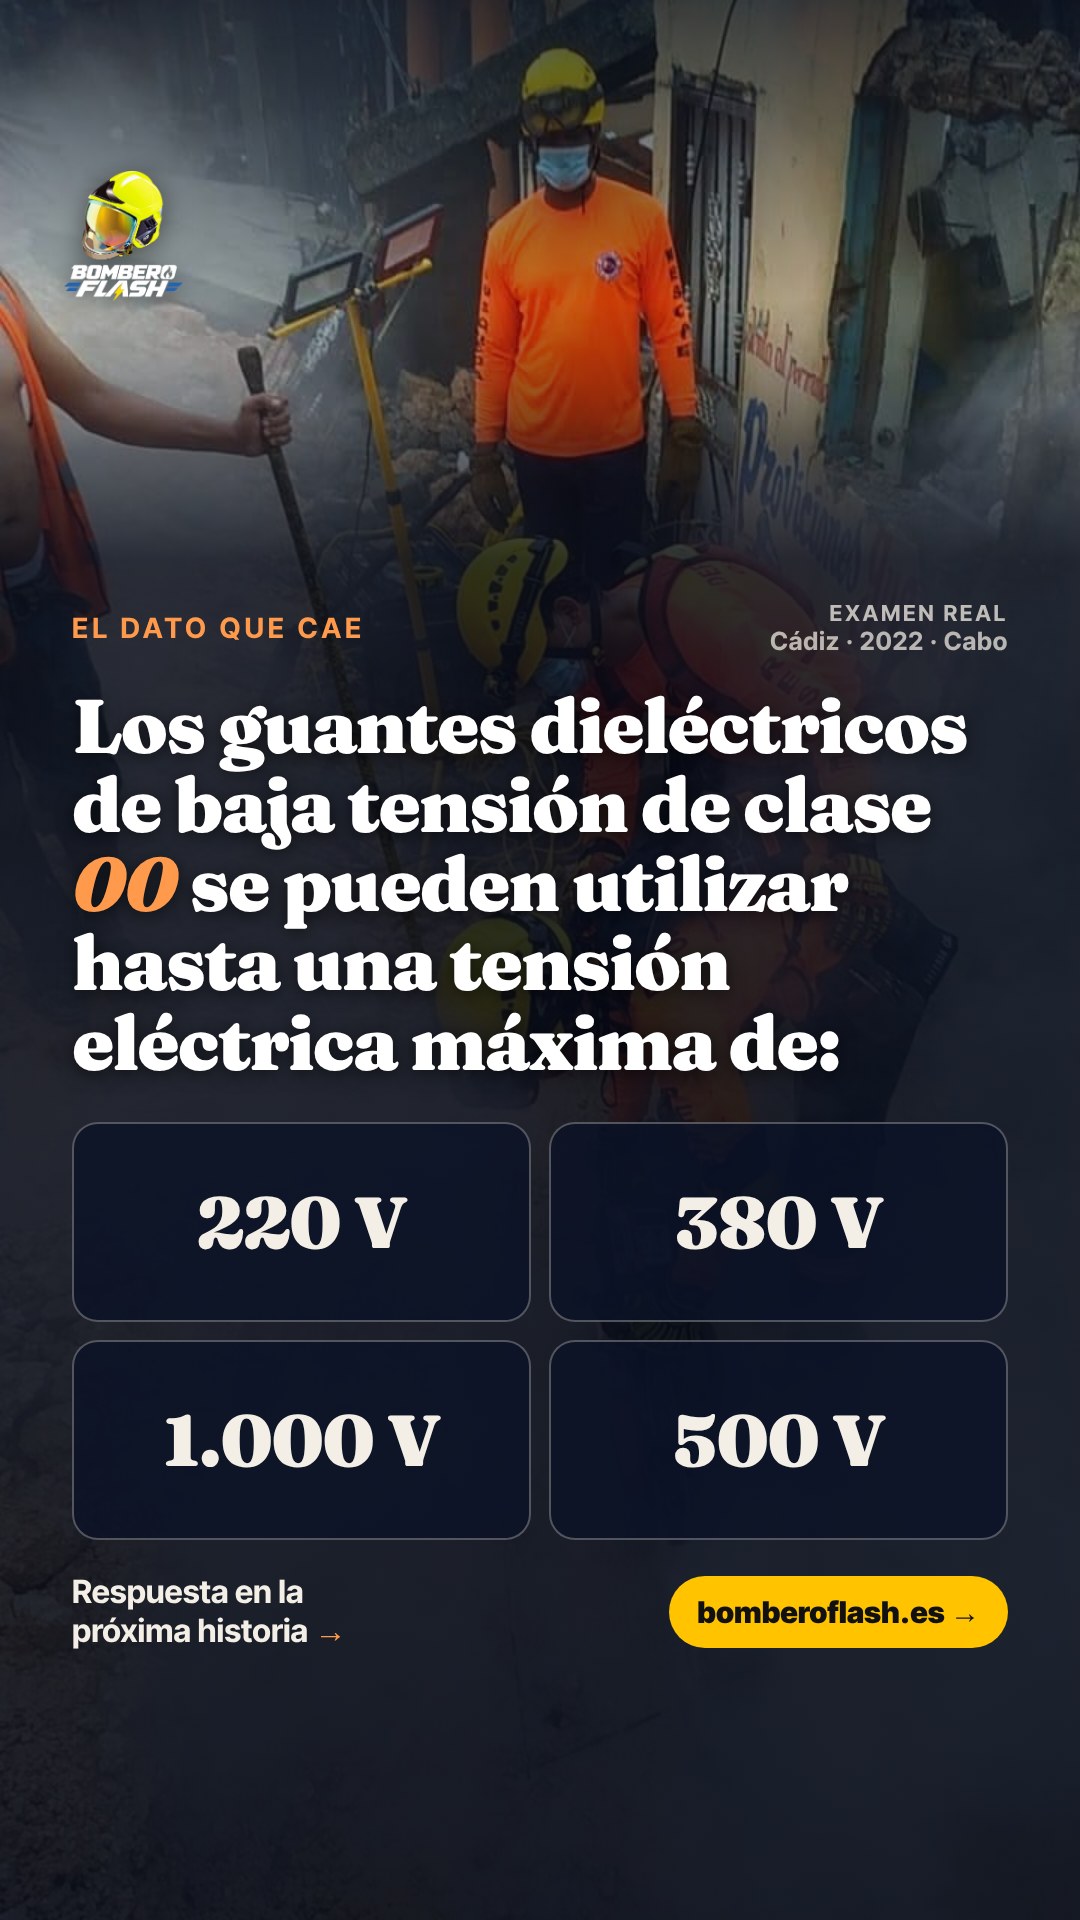 BOMBERO
FLASH
RESCATE
Provisiones
EL DATO QUE CAE
EXAMEN REAL
Cádiz · 2022 · Cabo
Los guantes dieléctricos
de baja tensión de clase
00 se pueden utilizar
hasta una tensión
eléctrica máxima de:
220 V
380 V
1.000 V
500 V
Respuesta en la
próxima historia →
bomberoflash.es →